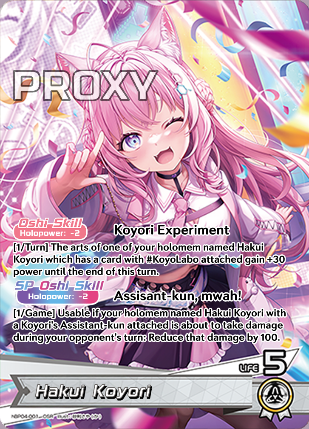 PROXY
Oshi Skill
Holopower: -2
Koyori Experiment
[1/Turn] The arts of one of your holomem named Hakui
Koyori which has a card with #KoyoLabo attached gain +30
power until the end of this turn.
SP Oshi Skill
Holopower: -2
Assisant-kun, mwah!
[1/Game] Usable if your holomem named Hakui Koyori with
a Koyori's Assistant-kun attached is about to take damage
during your opponent's turn: Reduce that damage by 100.
LIFE 5
Hakui Koyori
hBP04-001 OSR